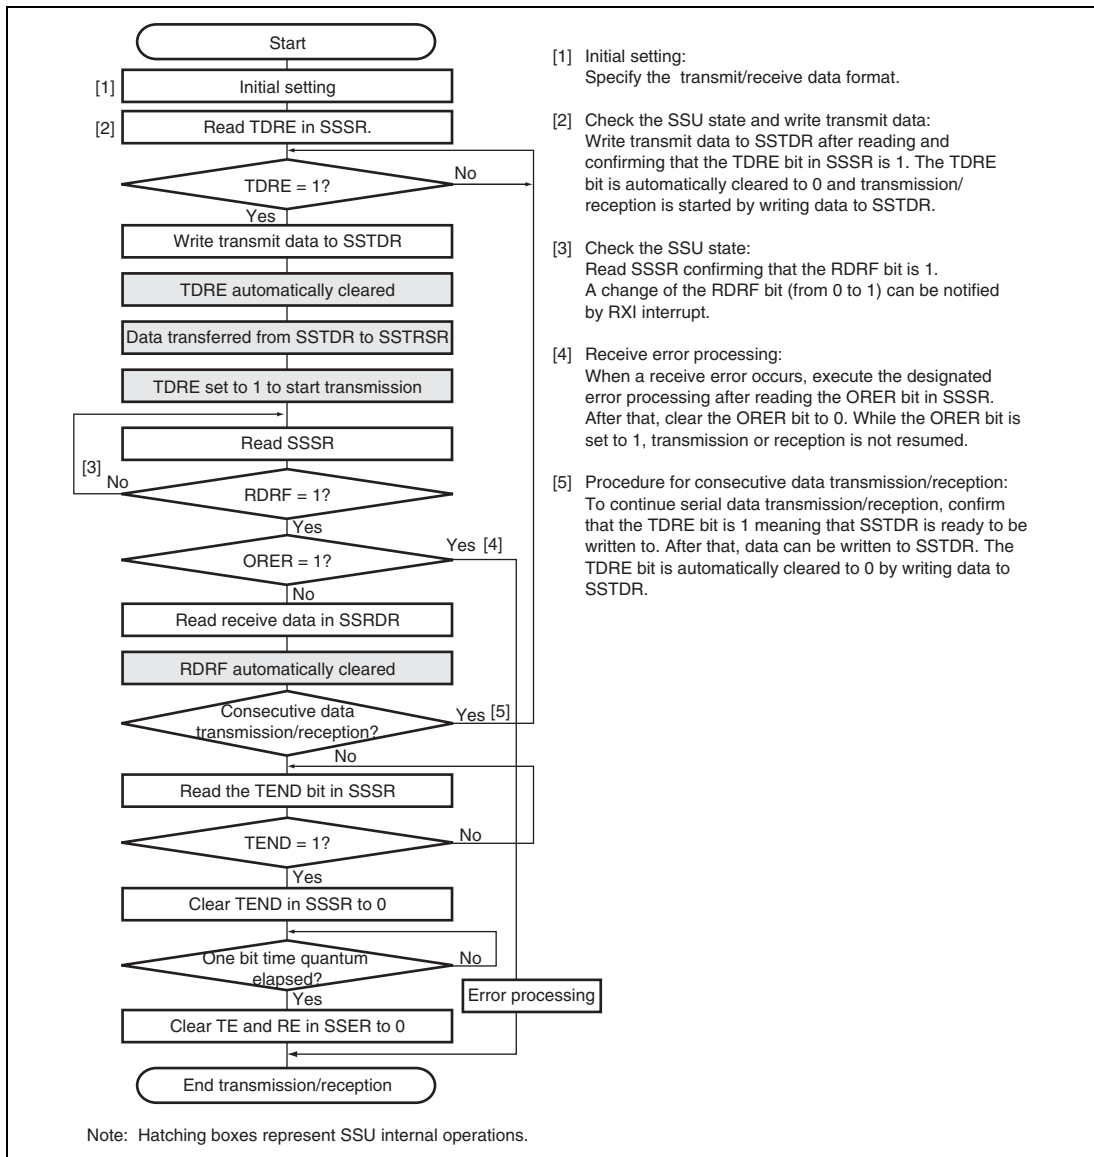 Start
[1] Initial setting
[2] Read TDRE in SSSR.
TDRE = 1?
No
Yes
Write transmit data to SSTDR
TDRE automatically cleared
Data transferred from SSTDR to SSTRSR
TDRE set to 1 to start transmission
Read SSSR
[3]
No
RDRF = 1?
Yes
ORER = 1?
Yes [4]
No
Read receive data in SSRDR
RDRF automatically cleared
Consecutive data
transmission/reception?
Yes [5]
No
Read the TEND bit in SSSR
TEND = 1?
No
Yes
Clear TEND in SSSR to 0
One bit time quantum
elapsed?
No
Yes
Error processing
Clear TE and RE in SSER to 0
End transmission/reception
[1] Initial setting:
Specify the transmit/receive data format.
[2] Check the SSU state and write transmit data:
Write transmit data to SSTDR after reading and
confirming that the TDRE bit in SSSR is 1. The TDRE
bit is automatically cleared to 0 and transmission/
reception is started by writing data to SSTDR.
[3] Check the SSU state:
Read SSSR confirming that the RDRF bit is 1.
A change of the RDRF bit (from 0 to 1) can be notified
by RXI interrupt.
[4] Receive error processing:
When a receive error occurs, execute the designated
error processing after reading the ORER bit in SSSR.
After that, clear the ORER bit to 0. While the ORER bit is
set to 1, transmission or reception is not resumed.
[5] Procedure for consecutive data transmission/reception:
To continue serial data transmission/reception, confirm
that the TDRE bit is 1 meaning that SSTDR is ready to be
written to. After that, data can be written to SSTDR. The
TDRE bit is automatically cleared to 0 by writing data to
SSTDR.
Note: Hatching boxes represent SSU internal operations.